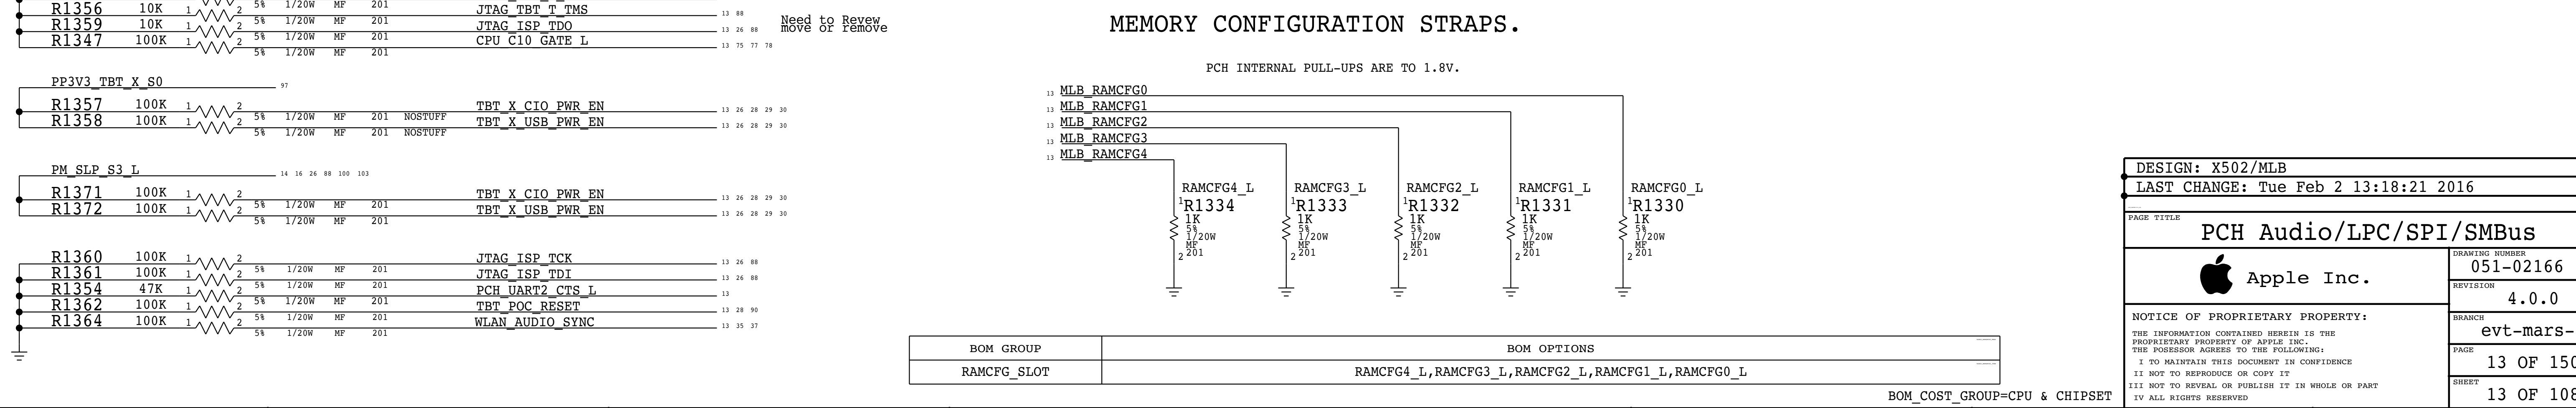 R1356 10K 1 2 5% 1/20W MF 201 JTAG_TBT_T_TMS 13 88
R1359 10K 1 2 5% 1/20W MF 201 JTAG_ISP_TDO 13 26 88
R1347 100K 1 2 5% 1/20W MF 201 CPU_C10_GATE_L 13 75 77 78
Need to Revew
move or remove
PP3V3_TBT_X_S0 97
R1357 100K 1 2 5% 1/20W MF 201 NOSTUFF TBT_X_CIO_PWR_EN 13 26 28 29 30
R1358 100K 1 2 5% 1/20W MF 201 NOSTUFF TBT_X_USB_PWR_EN 13 26 28 29 30
PM_SLP_S3_L 14 16 26 88 100 103
R1371 100K 1 2 5% 1/20W MF 201 TBT_X_CIO_PWR_EN 13 26 28 29 30
R1372 100K 1 2 5% 1/20W MF 201 TBT_X_USB_PWR_EN 13 26 28 29 30
R1360 100K 1 2 5% 1/20W MF 201 JTAG_ISP_TCK 13 26 88
R1361 100K 1 2 5% 1/20W MF 201 JTAG_ISP_TDI 13 26 88
R1354 47K 1 2 5% 1/20W MF 201 PCH_UART2_CTS_L 13
R1362 100K 1 2 5% 1/20W MF 201 TBT_POC_RESET 13 28 90
R1364 100K 1 2 5% 1/20W MF 201 WLAN_AUDIO_SYNC 13 35 37
MEMORY CONFIGURATION STRAPS.
PCH INTERNAL PULL-UPS ARE TO 1.8V.
13 MLB_RAMCFG0
13 MLB_RAMCFG1
13 MLB_RAMCFG2
13 MLB_RAMCFG3
13 MLB_RAMCFG4
RAMCFG4_L RAMCFG3_L RAMCFG2_L RAMCFG1_L RAMCFG0_L
1 R1334 1 R1333 1 R1332 1 R1331 1 R1330
1K 1K 1K 1K 1K
5% 5% 5% 5% 5%
1/20W 1/20W 1/20W 1/20W 1/20W
MF MF MF MF MF
2 201 2 201 2 201 2 201 2 201
BOM GROUP BOM OPTIONS
RAMCFG_SLOT RAMCFG4_L,RAMCFG3_L,RAMCFG2_L,RAMCFG1_L,RAMCFG0_L
BOM_COST_GROUP=CPU & CHIPSET
DESIGN: X502/MLB
LAST CHANGE: Tue Feb 2 13:18:21 2016
PAGE TITLE
PCH Audio/LPC/SPI/SMBus
Apple Inc.
DRAWING NUMBER
051-02166
REVISION
4.0.0
NOTICE OF PROPRIETARY PROPERTY:
THE INFORMATION CONTAINED HEREIN IS THE
PROPRIETARY PROPERTY OF APPLE INC.
THE POSESSOR AGREES TO THE FOLLOWING:
I TO MAINTAIN THIS DOCUMENT IN CONFIDENCE
II NOT TO REPRODUCE OR COPY IT
III NOT TO REVEAL OR PUBLISH IT IN WHOLE OR PART
IV ALL RIGHTS RESERVED
BRANCH
evt-mars-
PAGE
13 OF 150
SHEET
13 OF 109